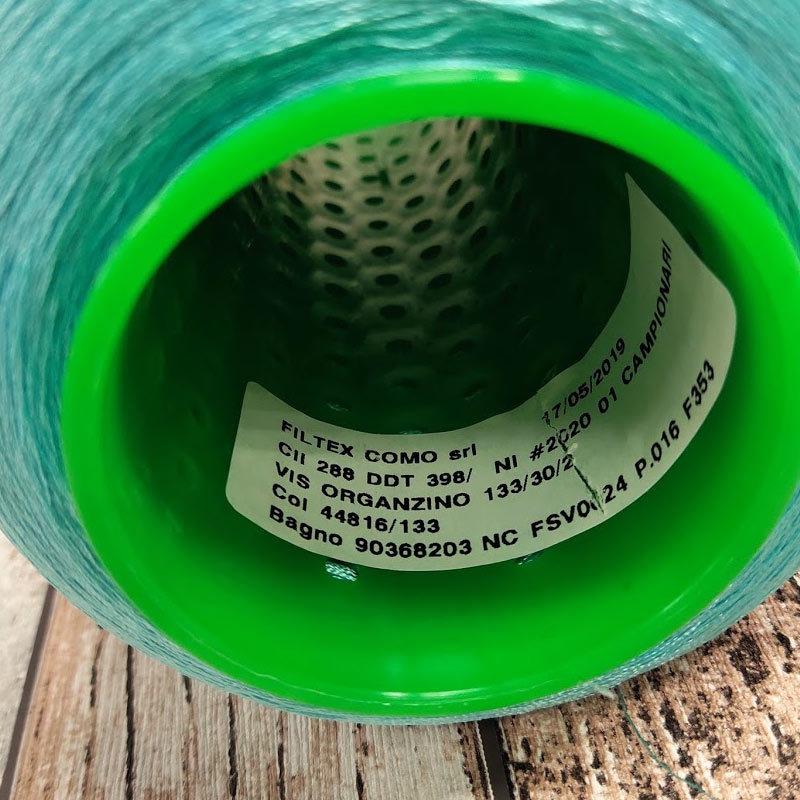 FILTEX COMO srl
Cli 288 DDT 398/ 17/05/2019
VIS ORGANZINO NI #2020 01 CAMPIONARI
Col 44816/133 133/30/2
Bagno 90368203 NC P.016 F353